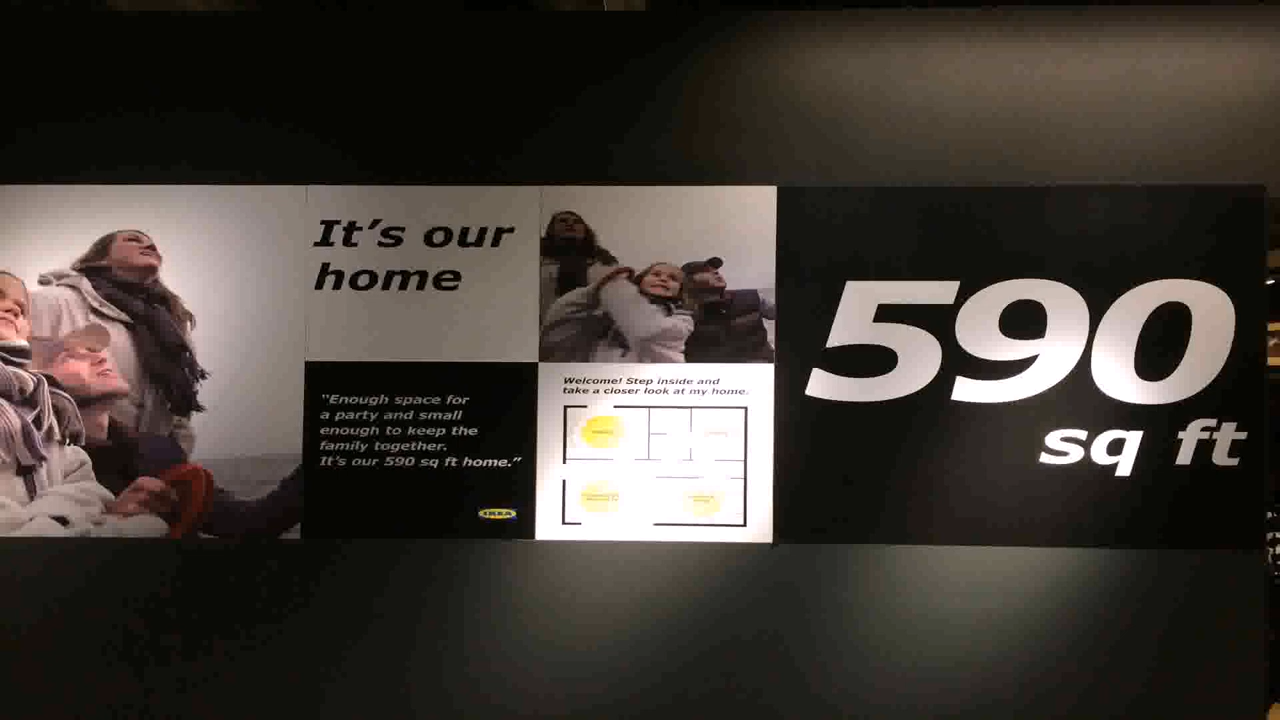 It's our
home
"Enough space for
a party and small
enough to keep the
family together.
It's our 590 sq ft home."
IKEA
Welcome! Step inside and
take a closer look at my home.
590
sq ft